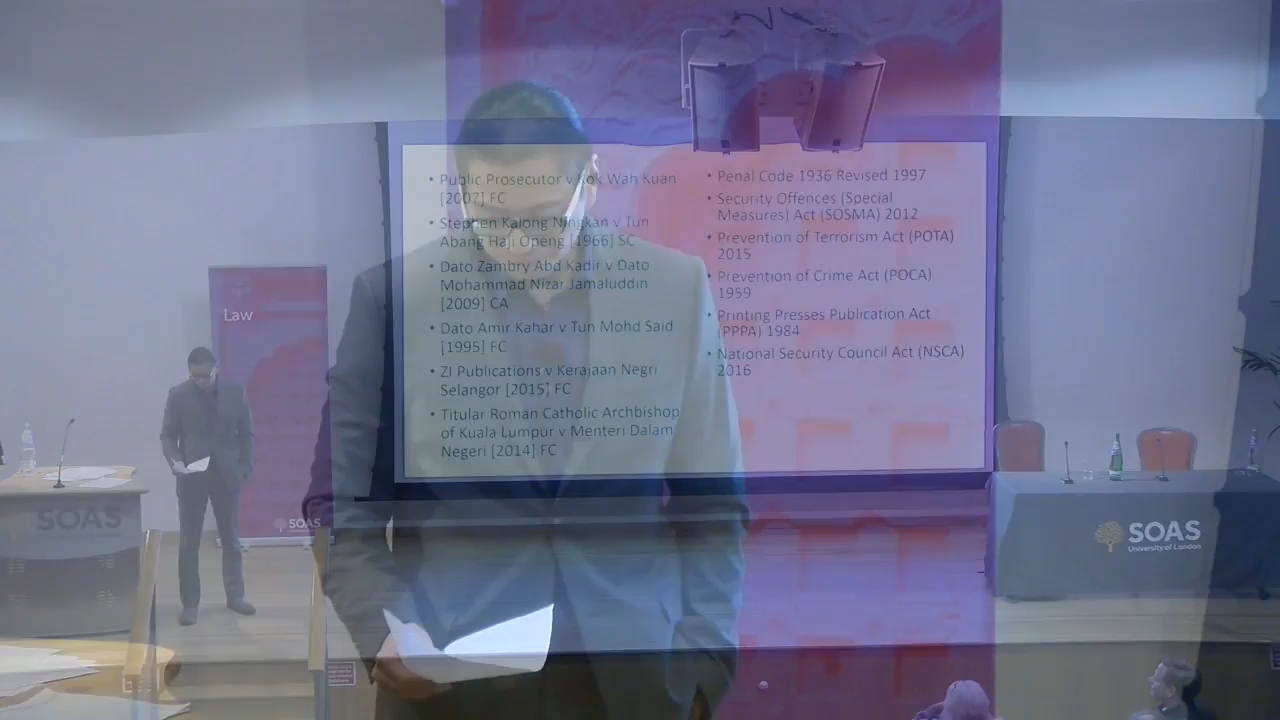 Public Prosecutor v Kok Wah Kuan
[2007] FC
Stephen Kalong Ningkan v Tun
Abang Haji Openg [1966] SC
Dato Zambry Abd Kadir v Dato
Mohammad Nizar Jamaluddin
[2009] CA
Dato Amir Kahar v Tun Mohd Said
[1995] FC
ZI Publications v Kerajaan Negri
Selangor [2015] FC
Titular Roman Catholic Archbishop
of Kuala Lumpur v Menteri Dalam
Negeri [2014] FC
Penal Code 1936 Revised 1997
Security Offences (Special
Measures) Act (SOSMA) 2012
Prevention of Terrorism Act (POTA)
2015
Prevention of Crime Act (POCA)
1959
Printing Presses Publication Act
(PPPA) 1984
National Security Council Act (NSCA)
2016
Law
SOAS
SOAS
SOAS
University of London